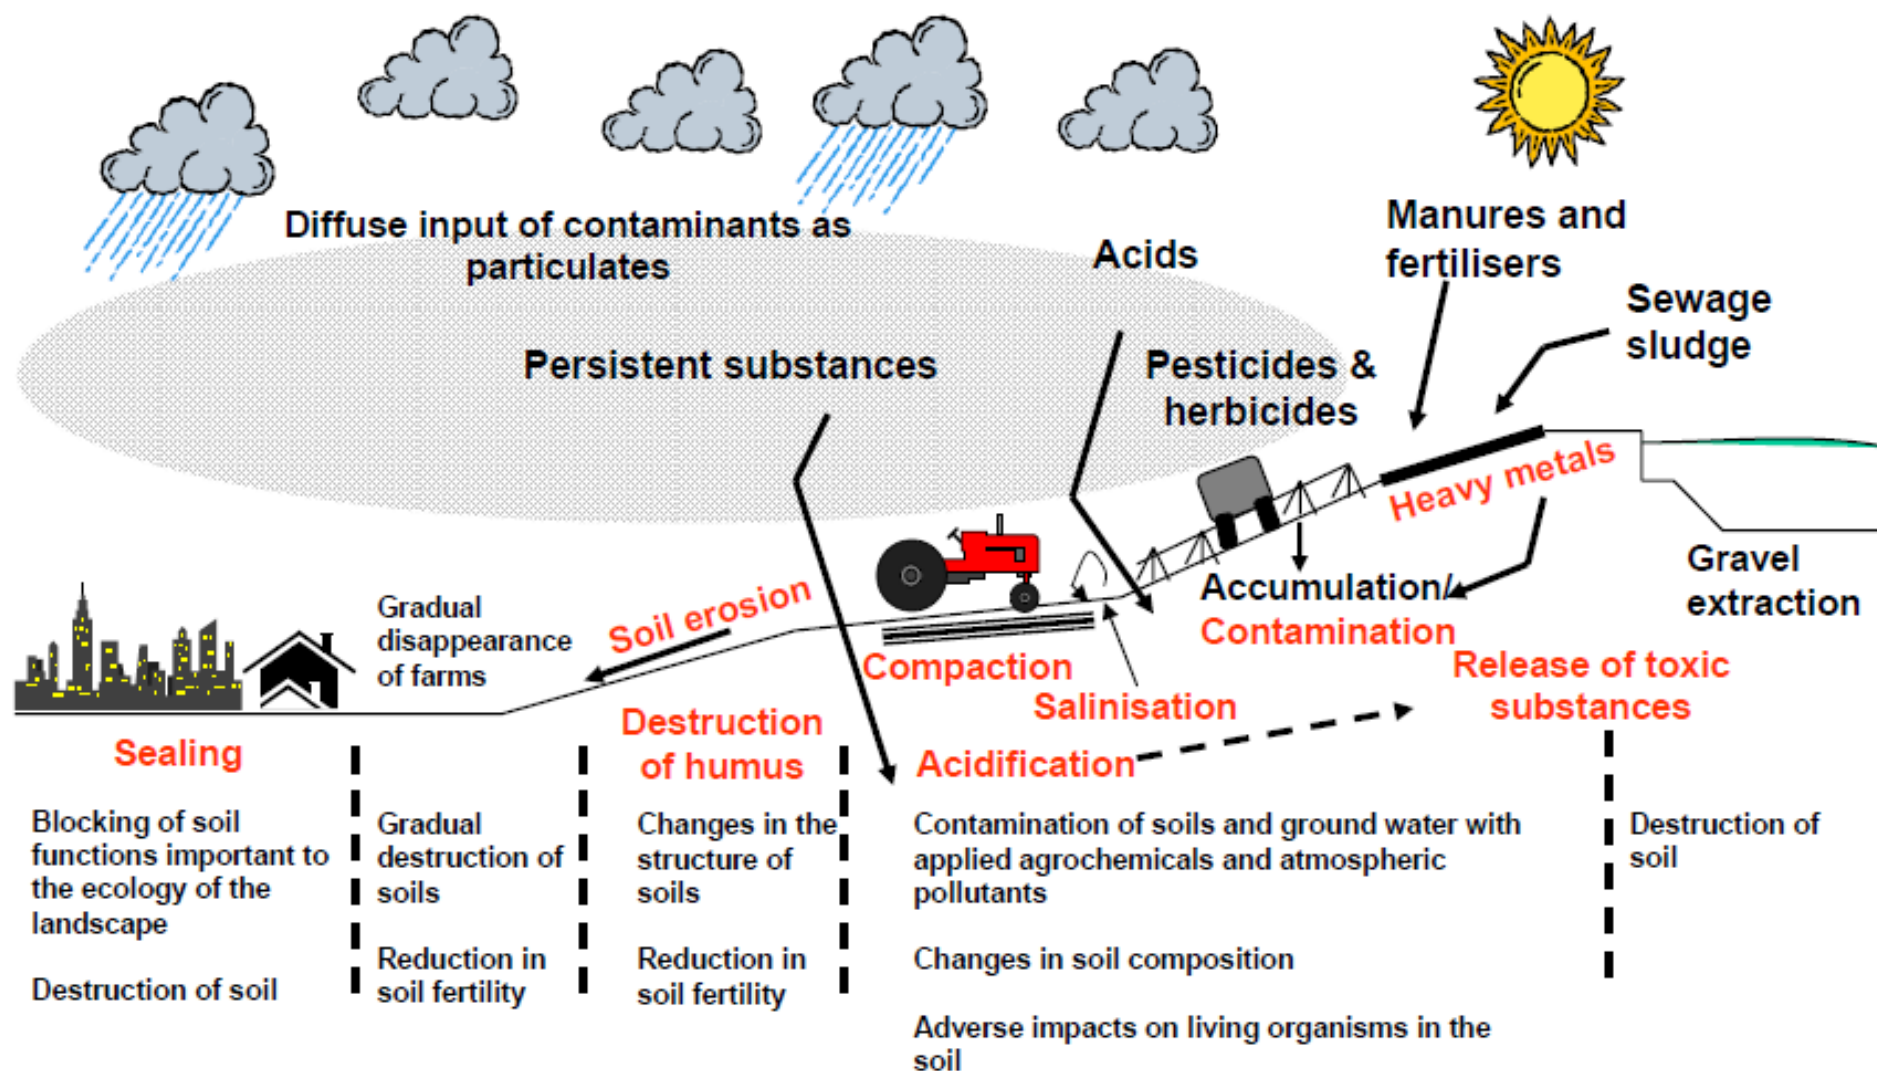 Diffuse input of contaminants as
particulates
Acids
Manures and
fertilisers
Sewage
sludge
Persistent substances
Pesticides &
herbicides
Heavy metals
Gravel
extraction
Accumulation/
Contamination
Gradual
disappearance
of farms
Soil erosion
Compaction
Salinisation
Release of toxic
substances
Sealing
Destruction
of humus
Acidification
Blocking of soil
functions important to
the ecology of the
landscape
Destruction of soil
Gradual
destruction of
soils
Reduction in
soil fertility
Changes in the
structure of
soils
Reduction in
soil fertility
Contamination of soils and ground water with
applied agrochemicals and atmospheric
pollutants
Changes in soil composition
Adverse impacts on living organisms in the
soil
Destruction of
soil